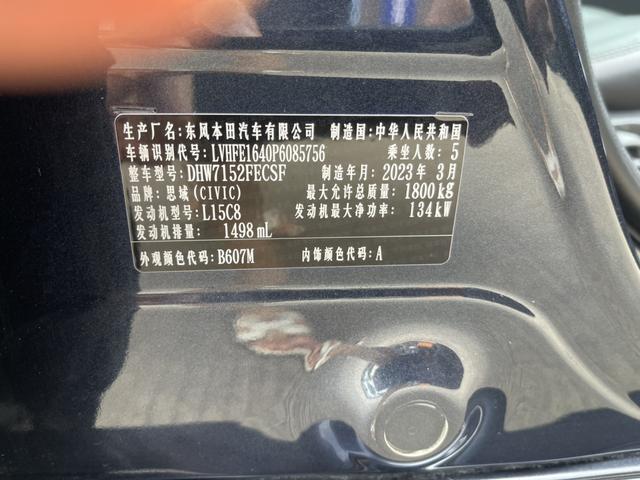 生产厂名:东风本田汽车有限公司 制造国:中华人民共和国
车辆识别代号:LVHFE1640P6085756 乘坐人数:5
整车型号:DHW7152FECSF 制造年月:2023年3月
品牌:思域(CIVIC) 最大允许总质量:1800kg
发动机型号:L15C8 发动机最大净功率:134kW
发动机排量:1498mL
外观颜色代码:B607M 内饰颜色代码:A